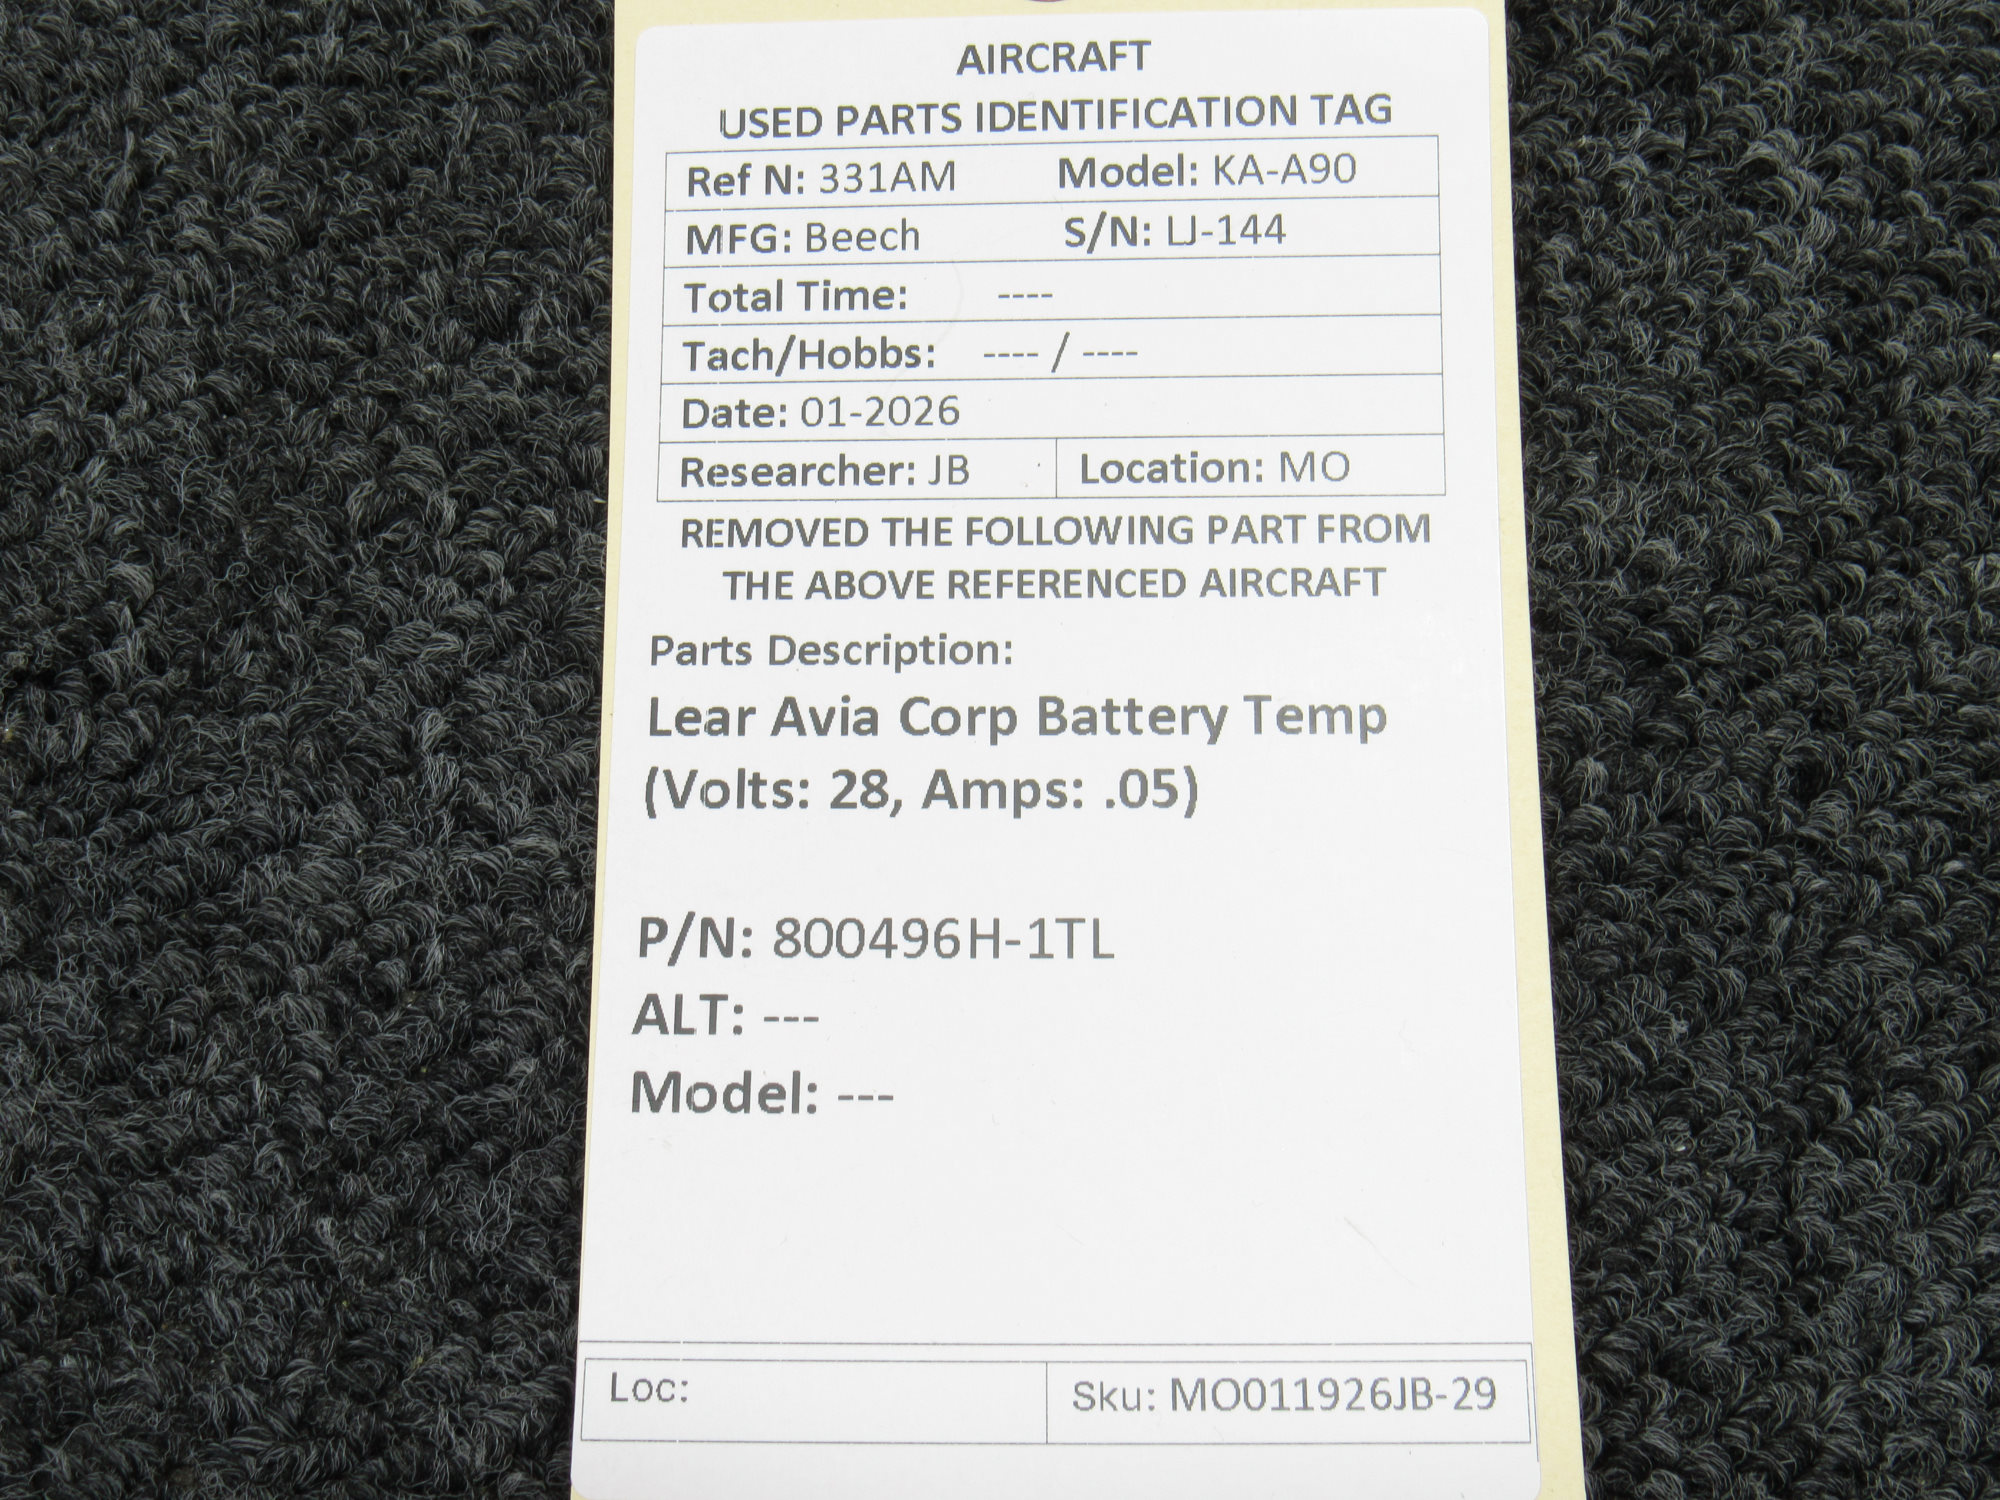 AIRCRAFT
USED PARTS IDENTIFICATION TAG
Ref N: 331AM Model: KA-A90
MFG: Beech S/N: LJ-144
Total Time: ----
Tach/Hobbs: ---- / ----
Date: 01-2026
Researcher: JB Location: MO
REMOVED THE FOLLOWING PART FROM
THE ABOVE REFERENCED AIRCRAFT
Parts Description:
Lear Avia Corp Battery Temp
(Volts: 28, Amps: .05)
P/N: 800496H-1TL
ALT: ---
Model: ---
Loc: Sku: MO011926JB-29